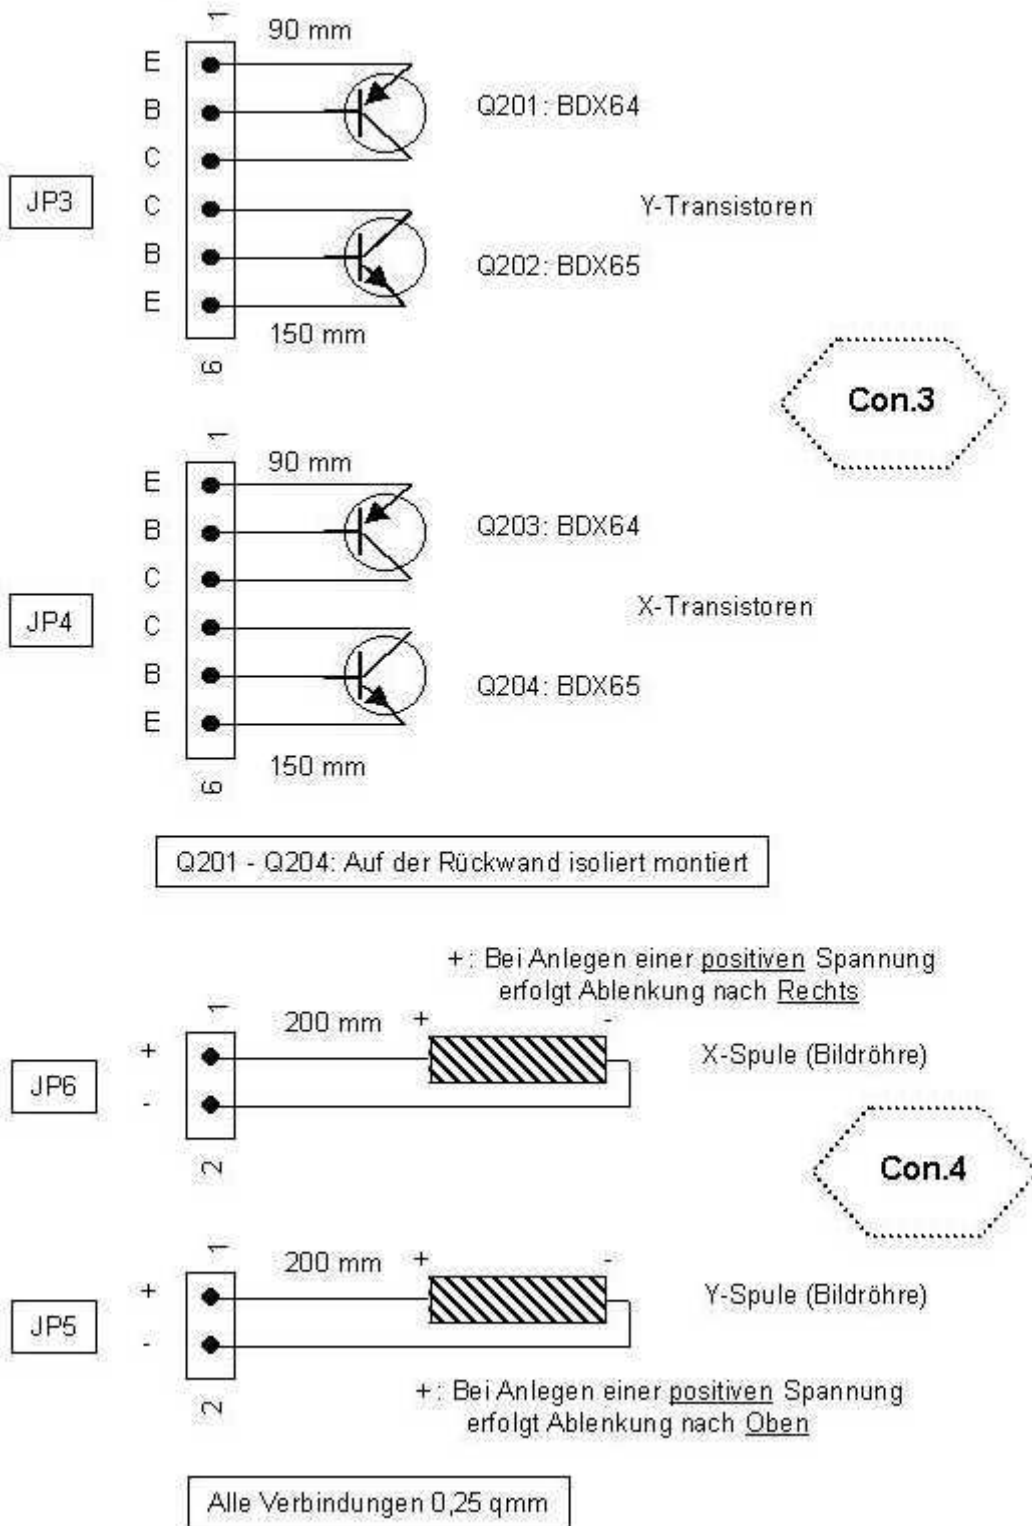 1
90 mm
E
B
C
C
B
E
Q201: BDX64
JP3
Y-Transistoren
Q202: BDX65
150 mm
6
Con.3
1
90 mm
E
B
C
C
B
E
Q203: BDX64
JP4
X-Transistoren
Q204: BDX65
150 mm
6
Q201 - Q204: Auf der Rückwand isoliert montiert
+: Bei Anlegen einer positiven Spannung
erfolgt Ablenkung nach Rechts
1
200 mm
+ -
+
-
JP6
X-Spule (Bildröhre)
2
Con.4
1
200 mm
+ -
+
-
JP5
Y-Spule (Bildröhre)
2
+: Bei Anlegen einer positiven Spannung
erfolgt Ablenkung nach Oben
Alle Verbindungen 0,25 qmm